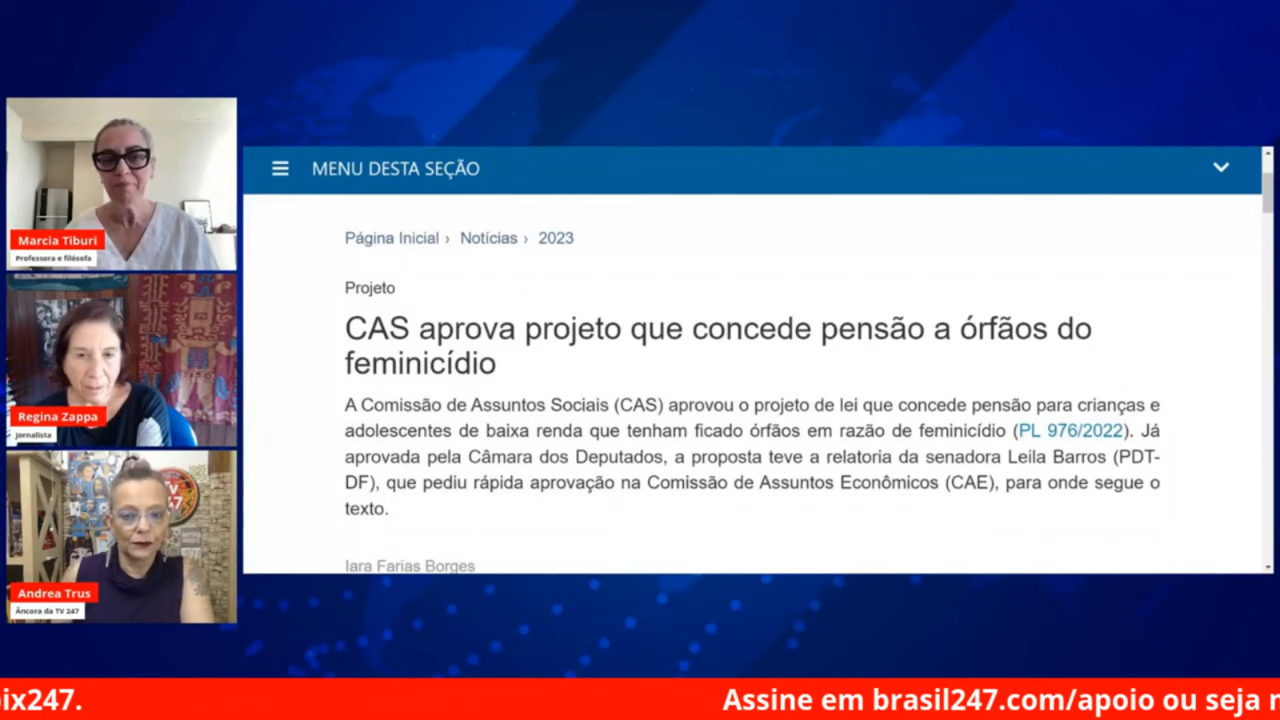 Marcia Tiburi
Professora e filósofa
Regina Zappa
jornalista
Andrea Trus
Âncora da TV 247
TV
247
MENU DESTA SEÇÃO
Página Inicial › Notícias › 2023
Projeto
CAS aprova projeto que concede pensão a órfãos do
feminicídio
A Comissão de Assuntos Sociais (CAS) aprovou o projeto de lei que concede pensão para crianças e
adolescentes de baixa renda que tenham ficado órfãos em razão de feminicídio (PL 976/2022). Já
aprovada pela Câmara dos Deputados, a proposta teve a relatoria da senadora Leila Barros (PDT-
DF), que pediu rápida aprovação na Comissão de Assuntos Econômicos (CAE), para onde segue o
texto.
Iara Farias Borges
ix247. Assine em brasil247.com/apoio ou seja